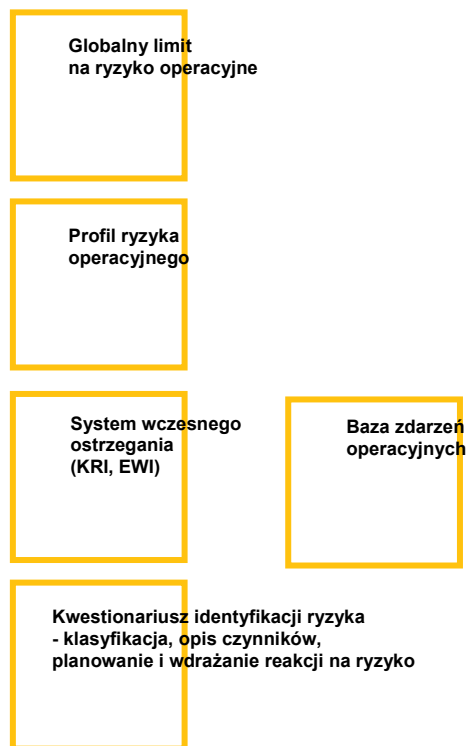 Globalny limit
na ryzyko operacyjne
Profil ryzyka
operacyjnego
System wczesnego
ostrzegania
(KRI, EWI)
Baza zdarzeń
operacyjnych
Kwestionariusz identyfikacji ryzyka
- klasyfikacja, opis czynników,
planowanie i wdrażanie reakcji na ryzyko